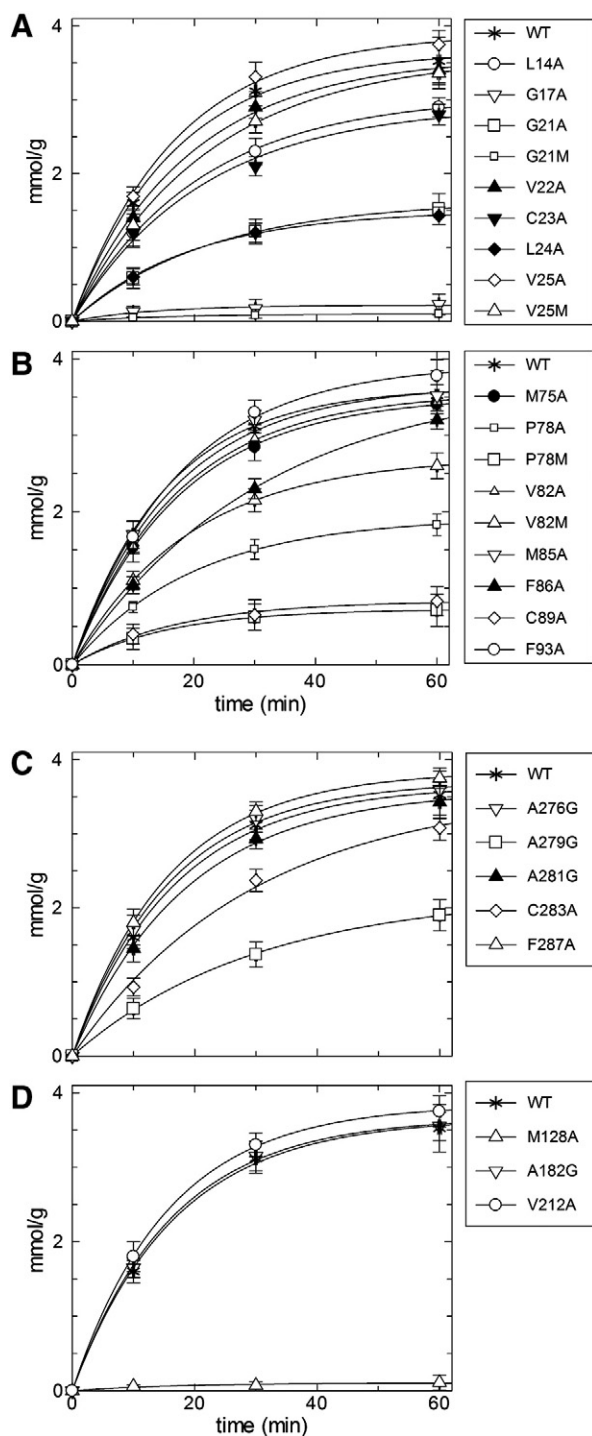 A
mmol/g
4
2
0
WT
L14A
G17A
G21A
G21M
V22A
C23A
L24A
V25A
V25M
B
mmol/g
4
2
0
0 20 40 60
time (min)
WT
M75A
P78A
P78M
V82A
V82M
M85A
F86A
C89A
F93A
C
mmol/g
4
2
0
WT
A276G
A279G
A281G
C283A
F287A
D
mmol/g
4
2
0
0 20 40 60
time (min)
WT
M128A
A182G
V212A